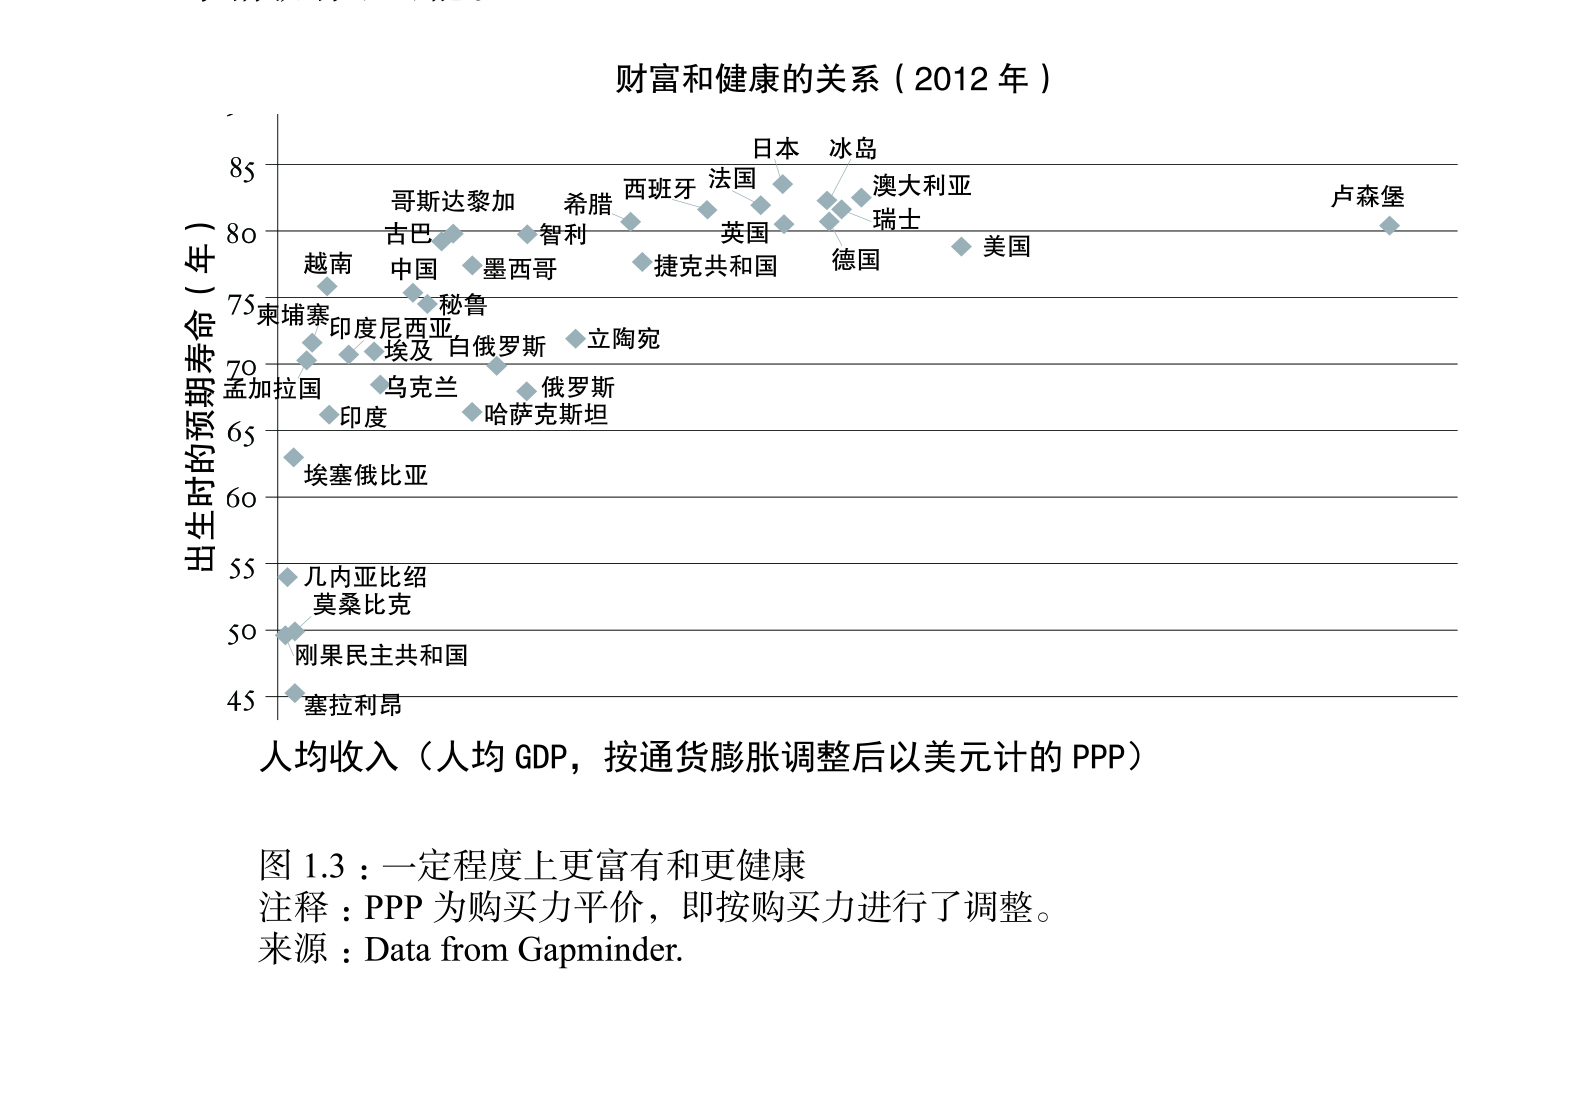 财富和健康的关系（2012 年）
出生时的预期寿命（年）
85
80
75
70
65
60
55
50
45
日本
冰岛
法国
西班牙
澳大利亚
哥斯达黎加
希腊
卢森堡
瑞士
古巴
智利
英国
美国
越南
中国
墨西哥
捷克共和国
德国
秘鲁
柬埔寨
印度尼西亚
埃及
白俄罗斯
立陶宛
孟加拉国
乌克兰
俄罗斯
印度
哈萨克斯坦
埃塞俄比亚
几内亚比绍
莫桑比克
刚果民主共和国
塞拉利昂
人均收入（人均 GDP，按通货膨胀调整后以美元计的 PPP）
图 1.3：一定程度上更富有和更健康
注释：PPP 为购买力平价，即按购买力进行了调整。
来源：Data from Gapminder.